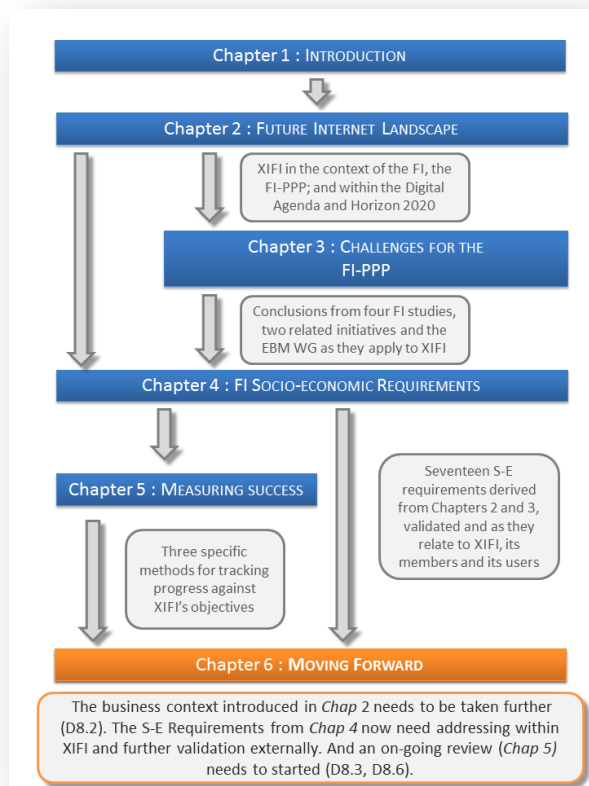 Chapter 1 : INTRODUCTION
Chapter 2 : FUTURE INTERNET LANDSCAPE
XIFI in the context of the FI, the
FI-PPP; and within the Digital
Agenda and Horizon 2020
Chapter 3 : CHALLENGES FOR THE
FI-PPP
Conclusions from four FI studies,
two related initiatives and the
EBM WG as they apply to XIFI
Chapter 4 : FI SOCIO-ECONOMIC REQUIREMENTS
Chapter 5 : MEASURING SUCCESS
Seventeen S-E
requirements derived
from Chapters 2 and 3,
validated and as they
relate to XIFI, its
members and its users
Three specific
methods for tracking
progress against
XIFI's objectives
Chapter 6 : MOVING FORWARD
The business context introduced in Chap 2 needs to be taken further
(D8.2). The S-E Requirements from Chap 4 now need addressing within
XIFI and further validation externally. And an on-going review (Chap 5)
needs to started (D8.3, D8.6).